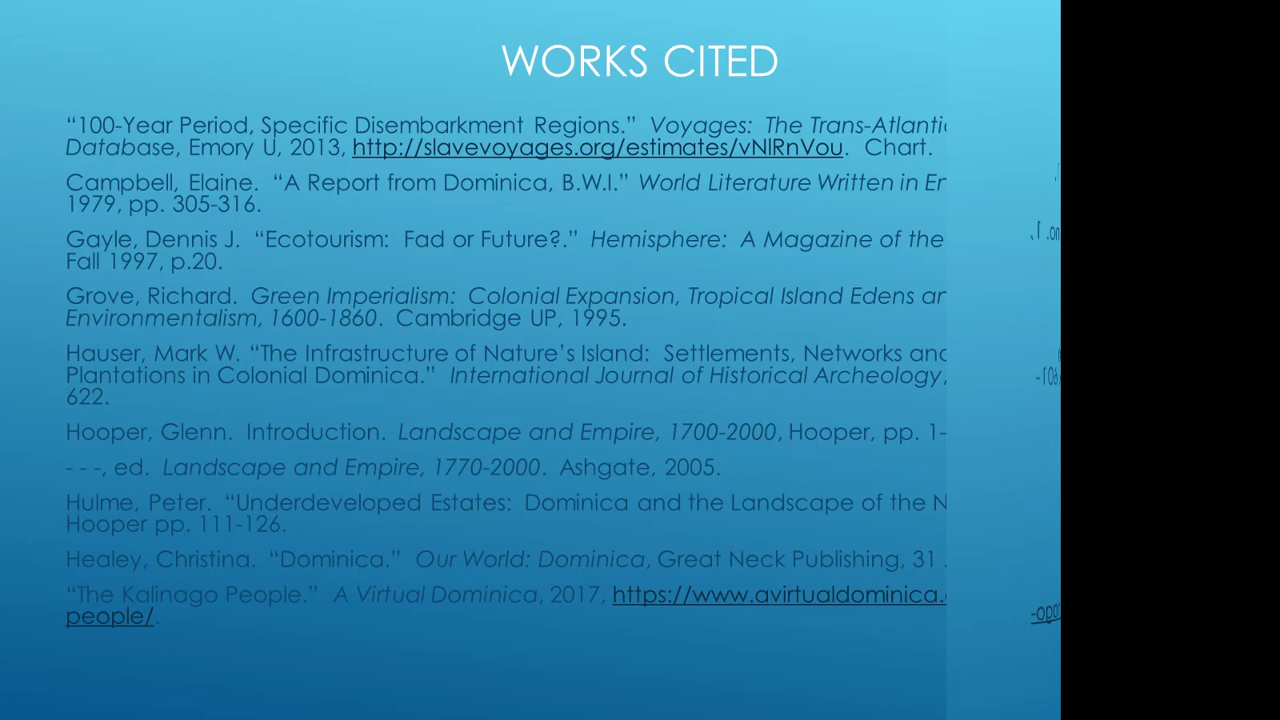 WORKS CITED
“100-Year Period, Specific Disembarkment Regions.” Voyages: The Trans-Atlanti
Database, Emory U, 2013, http://slavevoyages.org/estimates/vNlRnVou. Chart.
Campbell, Elaine. “A Report from Dominica, B.W.I.” World Literature Written in
1979, pp. 305-316.
Gayle, Dennis J. “Ecotourism: Fad or Future?.” Hemisphere: A Magazine of the
Fall 1997, p.20.
Grove, Richard. Green Imperialism: Colonial Expansion, Tropical Island Edens
Environmentalism, 1600-1860. Cambridge UP, 1995.
Hauser, Mark W. “The Infrastructure of Nature’s Island: Settlements, Networks and
Plantations in Colonial Dominica.” International Journal of Historical Archeology,
622.
Hooper, Glenn. Introduction. Landscape and Empire, 1700-2000, Hooper, pp. 1-
- - -, ed. Landscape and Empire, 1770-2000. Ashgate, 2005.
Hulme, Peter. “Underdeveloped Estates: Dominica and the Landscape of the
Hooper pp. 111-126.
Healey, Christina. “Dominica.” Our World: Dominica, Great Neck Publishing, 31
“The Kalinago People.” A Virtual Dominica, 2017, https://www.avirtualdominica.
people/.